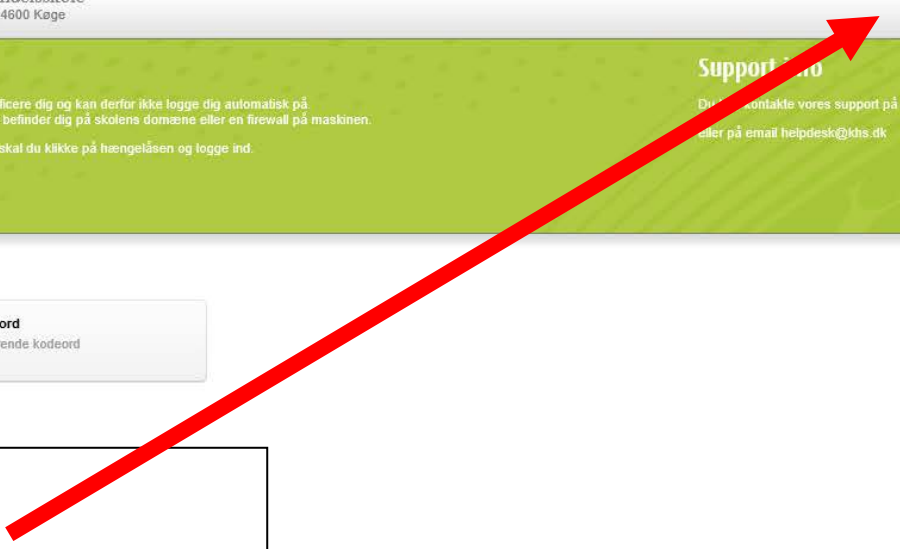 4600 Køge
Support info
ficere dig og kan derfor ikke logge dig automatisk på
befinder dig på skolens domæne eller en firewall på maskinen.
skal du klikke på hængelåsen og logge ind.
Du kontakte vores support på
eller på email helpdesk@khs.dk
ord
ende kodeord